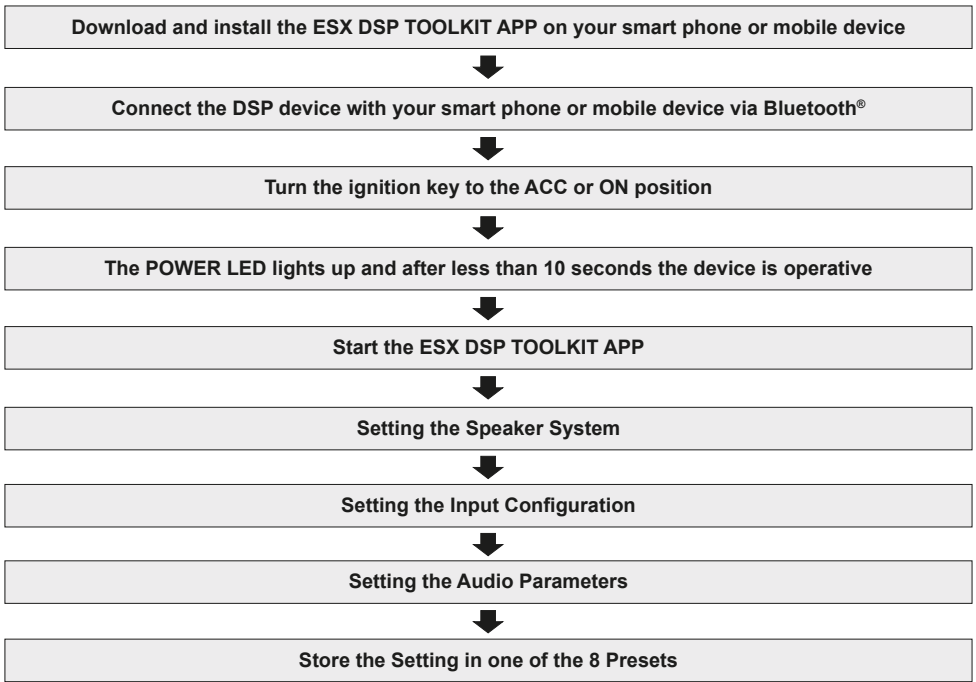 Download and install the ESX DSP TOOLKIT APP on your smart phone or mobile device
Connect the DSP device with your smart phone or mobile device via Bluetooth®
Turn the ignition key to the ACC or ON position
The POWER LED lights up and after less than 10 seconds the device is operative
Start the ESX DSP TOOLKIT APP
Setting the Speaker System
Setting the Input Configuration
Setting the Audio Parameters
Store the Setting in one of the 8 Presets